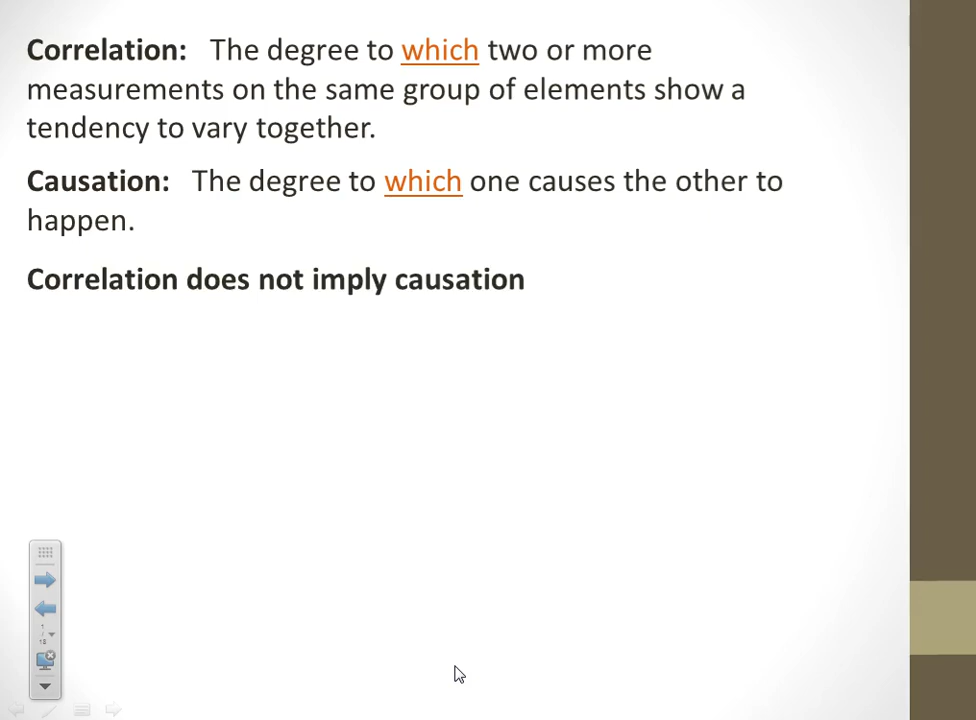 Correlation: The degree to which two or more
measurements on the same group of elements show a
tendency to vary together.
Causation: The degree to which one causes the other to
happen.
Correlation does not imply causation